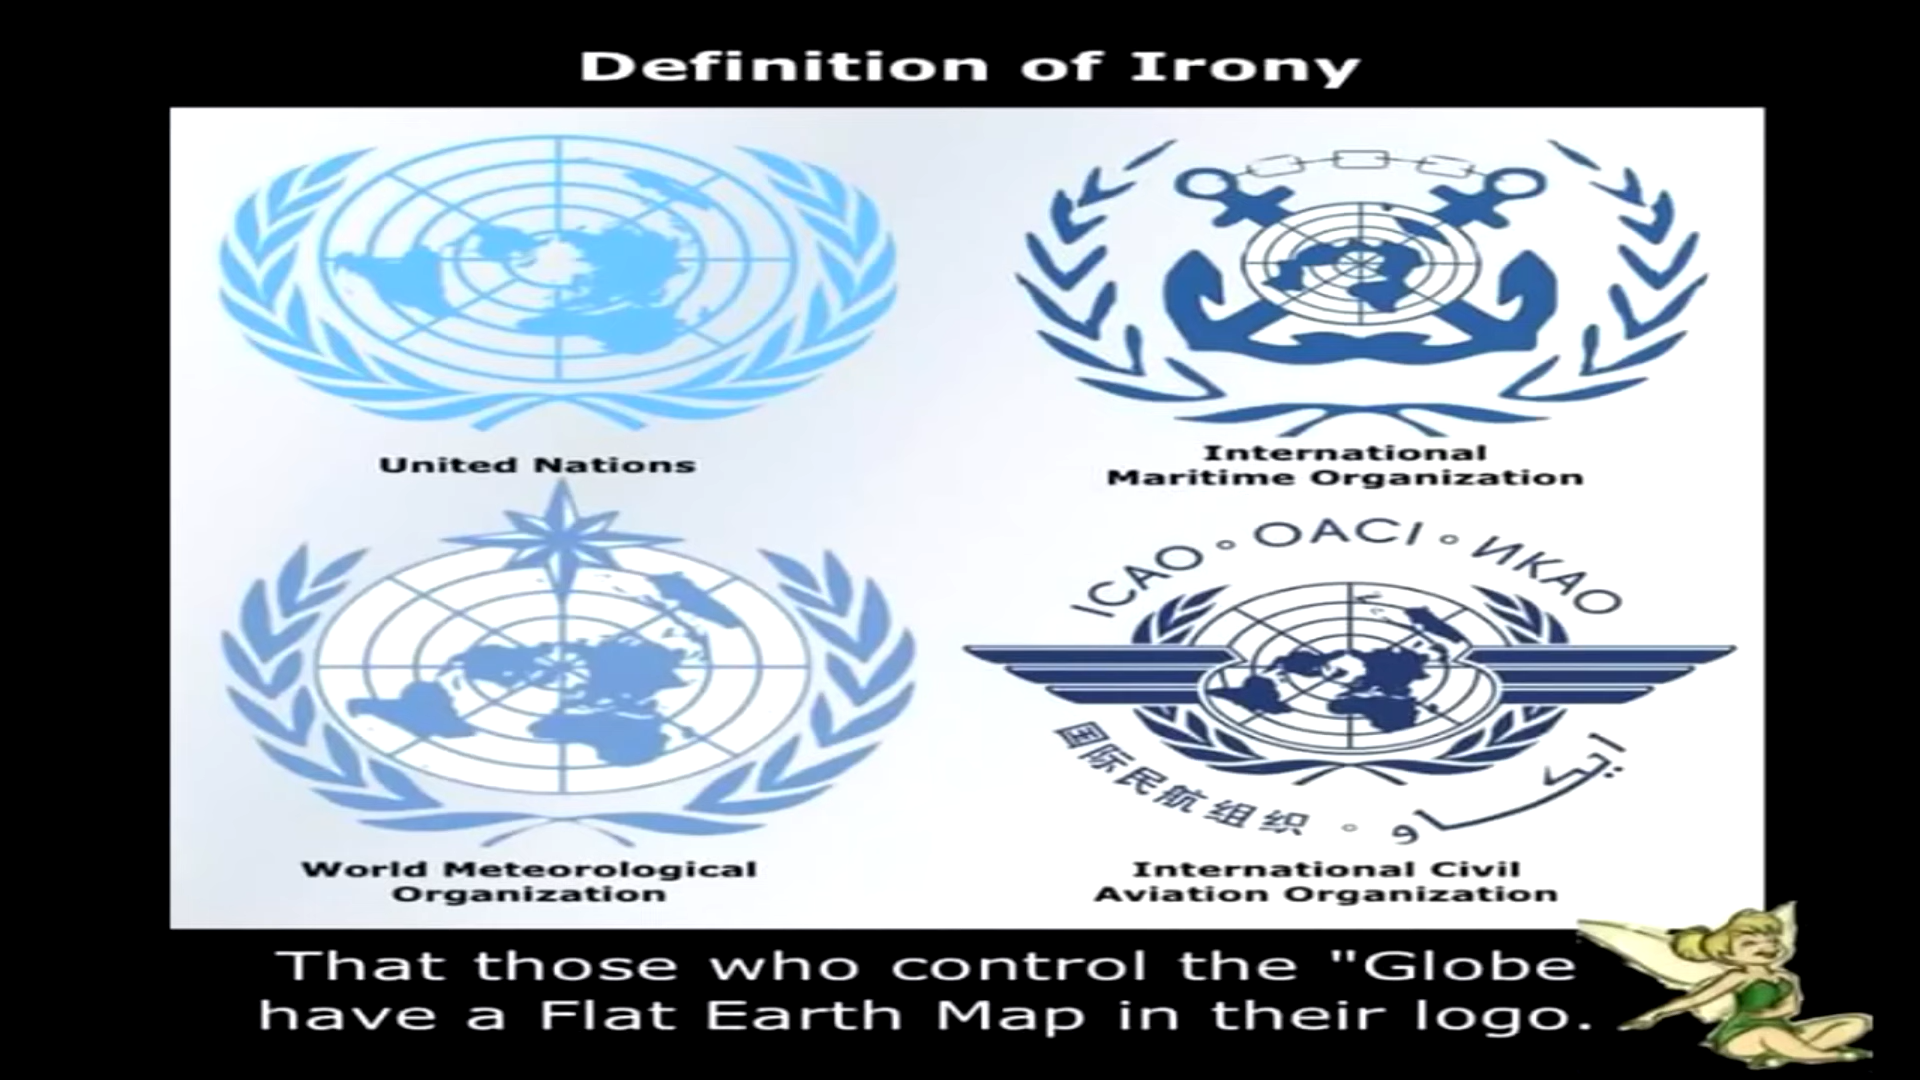 Definition of Irony
United Nations
International
Maritime Organization
ICAO ◦ OACI ◦ ИКАО
国际民航组织 ◦ ايكاو
World Meteorological
Organization
International Civil
Aviation Organization
That those who control the "Globe
have a Flat Earth Map in their logo.